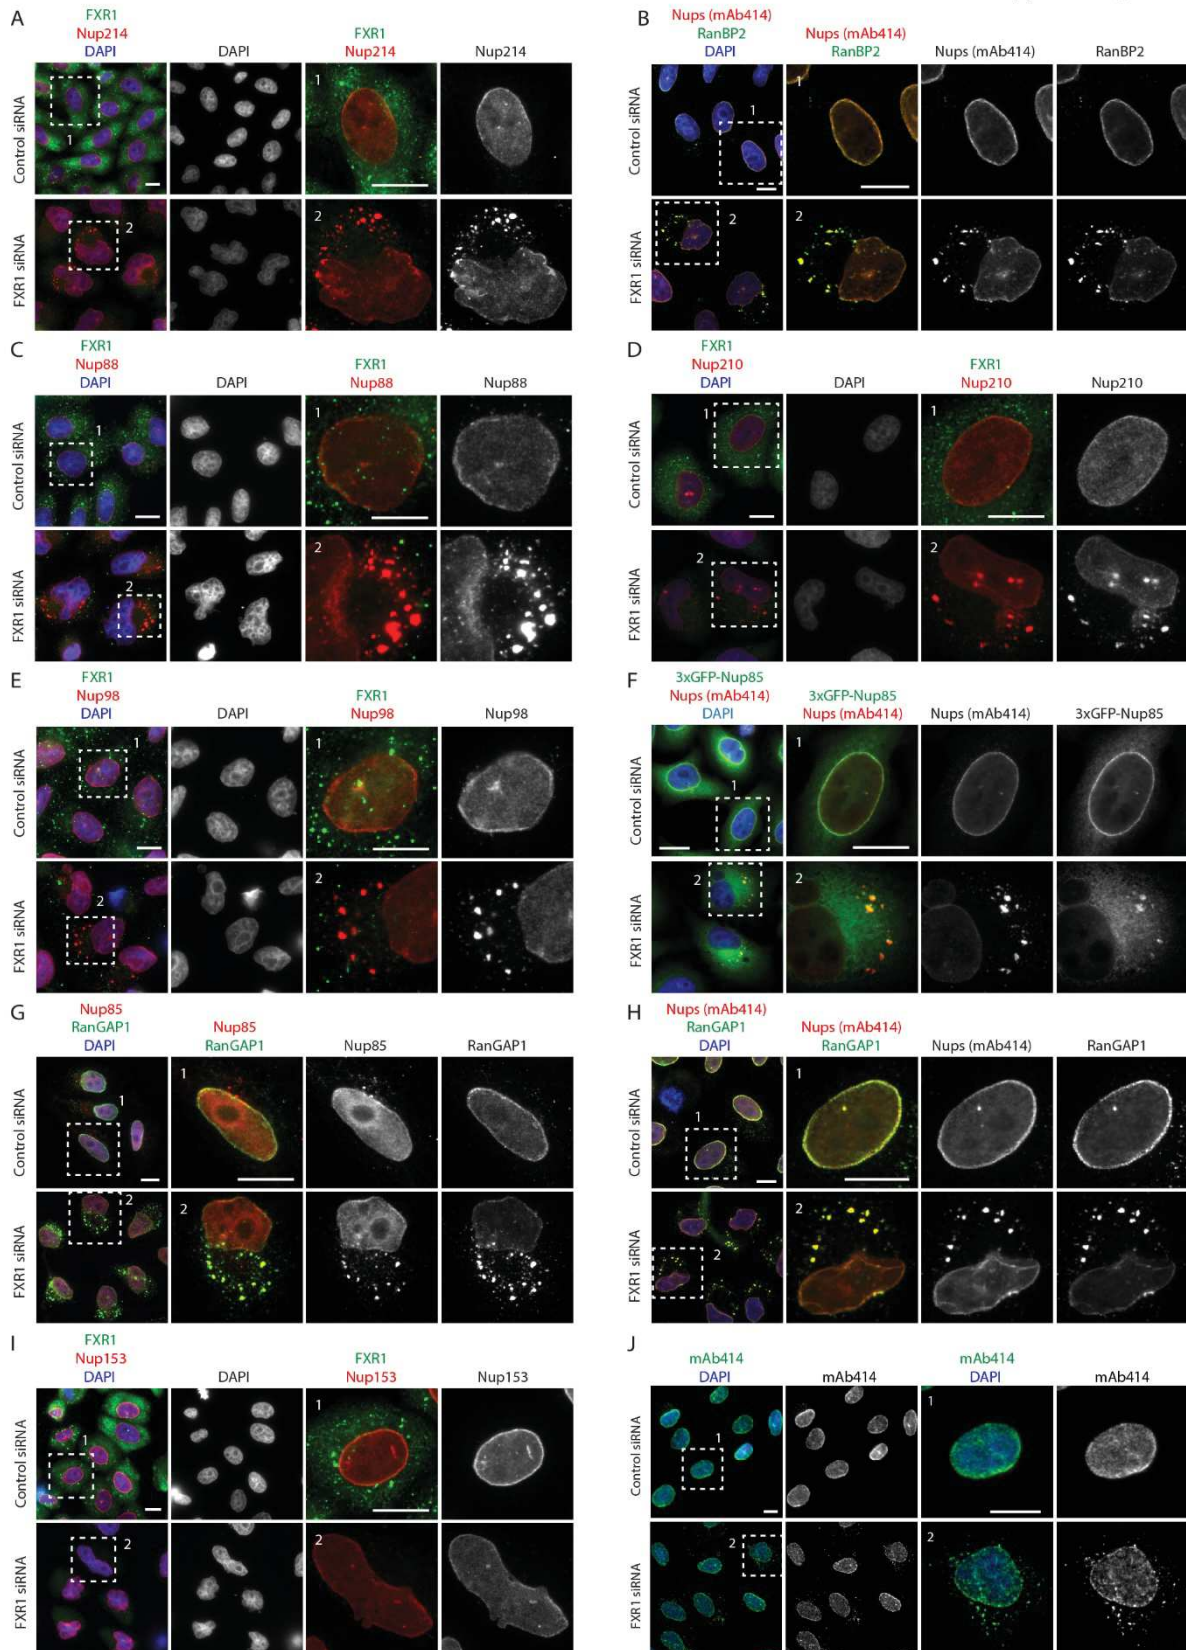 A
FXR1
Nup214
DAPI
DAPI
FXR1
Nup214
Nup214
Control siRNA
1
1
FXR1 siRNA
2
2
B
Nups (mAb414)
RanBP2
DAPI
Nups (mAb414)
RanBP2
Nups (mAb414)
RanBP2
Control siRNA
1
1
FXR1 siRNA
2
2
C
FXR1
Nup88
DAPI
DAPI
FXR1
Nup88
Nup88
Control siRNA
1
1
FXR1 siRNA
2
2
D
FXR1
Nup210
DAPI
DAPI
FXR1
Nup210
Nup210
Control siRNA
1
1
FXR1 siRNA
2
2
E
FXR1
Nup98
DAPI
DAPI
FXR1
Nup98
Nup98
Control siRNA
1
1
FXR1 siRNA
2
2
F
3xGFP-Nup85
Nups (mAb414)
DAPI
3xGFP-Nup85
Nups (mAb414)
Nups (mAb414)
3xGFP-Nup85
Control siRNA
1
1
FXR1 siRNA
2
2
G
Nup85
RanGAP1
DAPI
Nup85
RanGAP1
Nup85
RanGAP1
Control siRNA
1
1
FXR1 siRNA
2
2
H
Nups (mAb414)
RanGAP1
DAPI
Nups (mAb414)
RanGAP1
Nups (mAb414)
RanGAP1
Control siRNA
1
1
FXR1 siRNA
2
2
I
FXR1
Nup153
DAPI
DAPI
FXR1
Nup153
Nup153
Control siRNA
1
1
FXR1 siRNA
2
2
J
mAb414
DAPI
mAb414
mAb414
DAPI
mAb414
Control siRNA
1
1
FXR1 siRNA
2
2